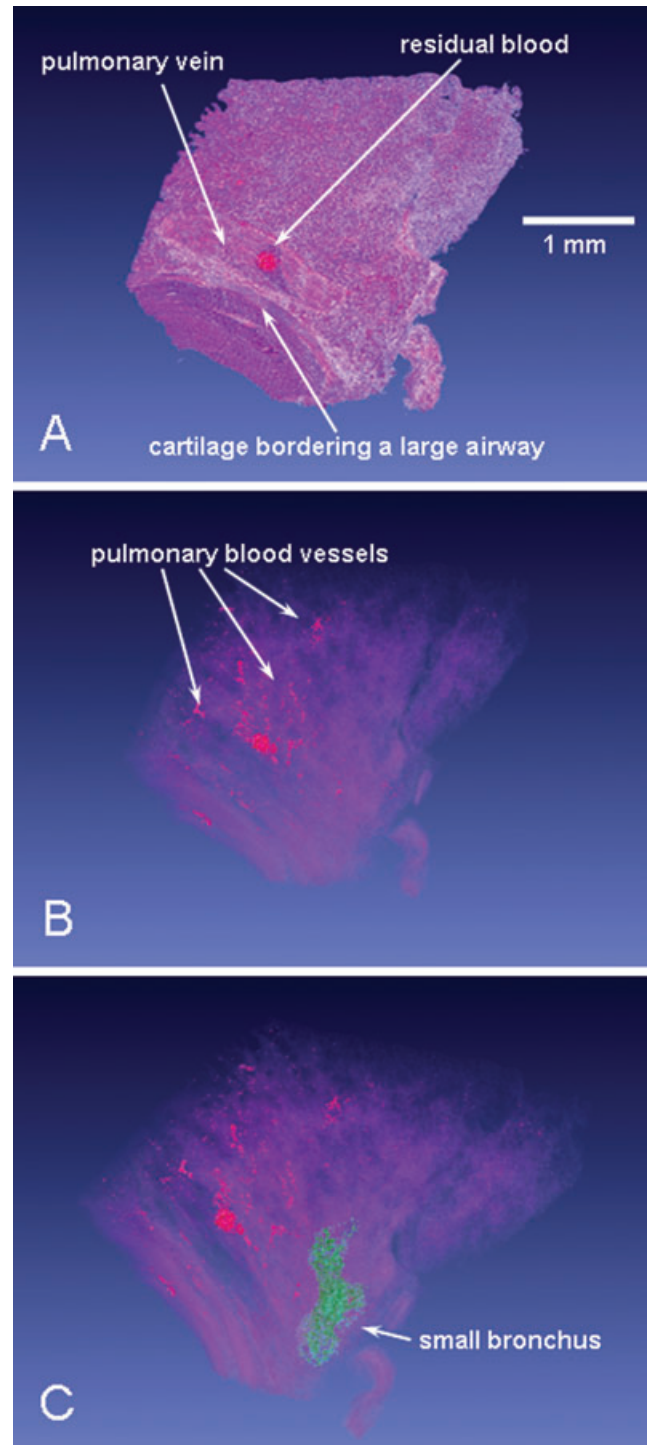 residual blood
pulmonary vein
1 mm
A
cartilage bordering a large airway
pulmonary blood vessels
B
small bronchus
C